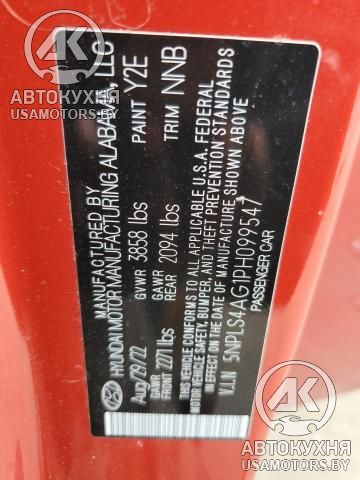 MANUFACTURED BY
HYUNDAI MOTOR MANUFACTURING ALABAMA, LLC
Aug/29/22 GVWR 3858 lbs PAINT Y2E
GAWR FRONT 2271 lbs GAWR REAR 2094 lbs TRIM NNB
THIS VEHICLE CONFORMS TO ALL APPLICABLE U.S.A. FEDERAL
MOTOR VEHICLE SAFETY, BUMPER, AND THEFT PREVENTION STANDARDS
IN EFFECT ON THE DATE OF MANUFACTURE SHOWN ABOVE.
V.I.N 5NPLS4AG1PH099547
PASSENGER CAR
АВТОКУХНЯ
USAMOTORS.BY
АВТОКУХНЯ
USAMOTORS.BY